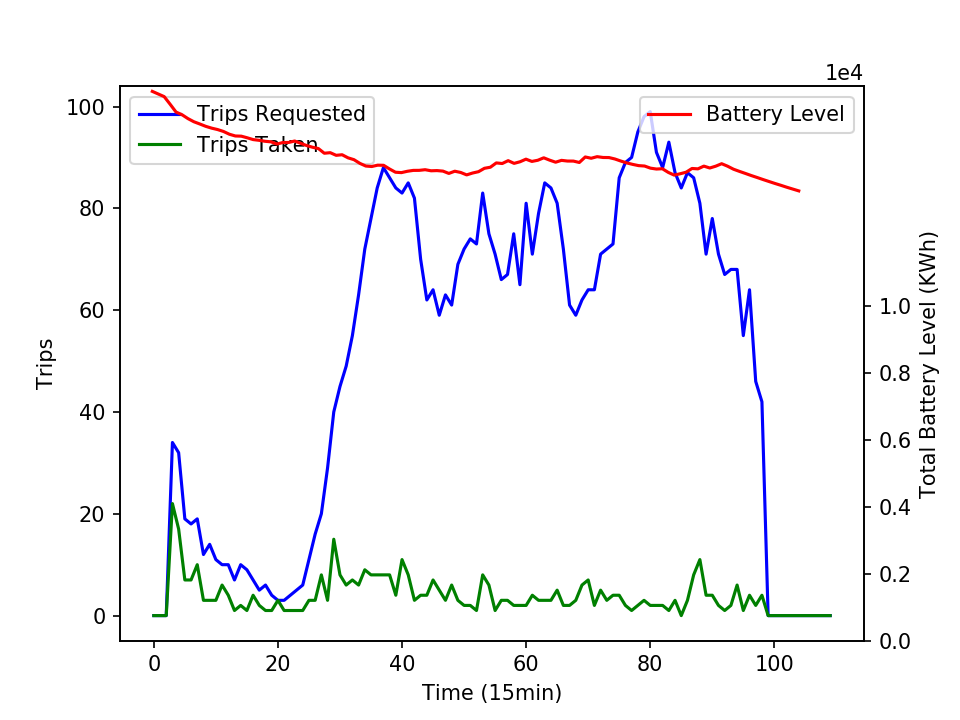 1e4
Trips Requested
Trips Taken
Battery Level
100
80
60
40
20
0
Trips
1.0
0.8
0.6
0.4
0.2
0.0
Total Battery Level (KWh)
0 20 40 60 80 100
Time (15min)